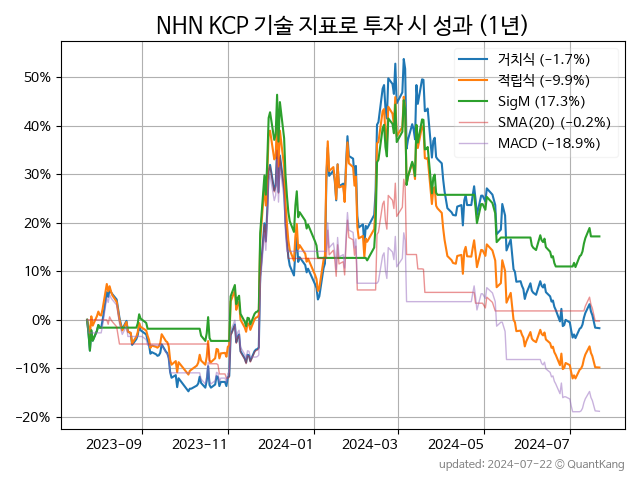 NHN KCP 기술 지표로 투자 시 성과 (1년)
거치식 (−1.7%)
적립식 (−9.9%)
SigM (17.3%)
SMA(20) (−0.2%)
MACD (−18.9%)
50%
40%
30%
20%
10%
0%
−10%
−20%
2023-09 2023-11 2024-01 2024-03 2024-05 2024-07
updated: 2024-07-22 © QuantKang